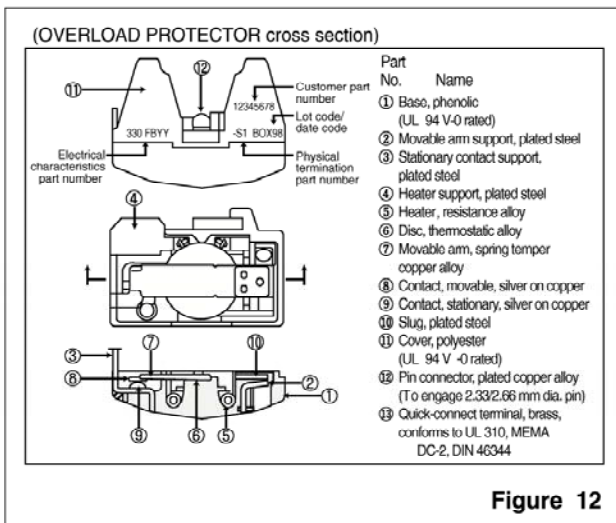 (OVERLOAD PROTECTOR cross section)
⑫
⑪
Customer part
number
12345678
Lot code/
date code
330 FBYY
-S1 BOX98
Electrical
characteristics
part number
Physical
termination
part number
④
③
⑦
⑩
⑧
②
①
⑨
⑥
⑤
Part
No. Name
① Base, phenolic
(UL 94 V-0 rated)
② Movable arm support, plated steel
③ Stationary contact support,
plated steel
④ Heater support, plated steel
⑤ Heater, resistance alloy
⑥ Disc, thermostatic alloy
⑦ Movable arm, spring temper
copper alloy
⑧ Contact, movable, silver on copper
⑨ Contact, stationary, silver on copper
⑩ Slug, plated steel
⑪ Cover, polyester
(UL 94 V -0 rated)
⑫ Pin connector, plated copper alloy
(To engage 2.33/2.66 mm dia. pin)
⑬ Quick-connect terminal, brass,
conforms to UL 310, MEMA
DC-2, DIN 46344
Figure 12